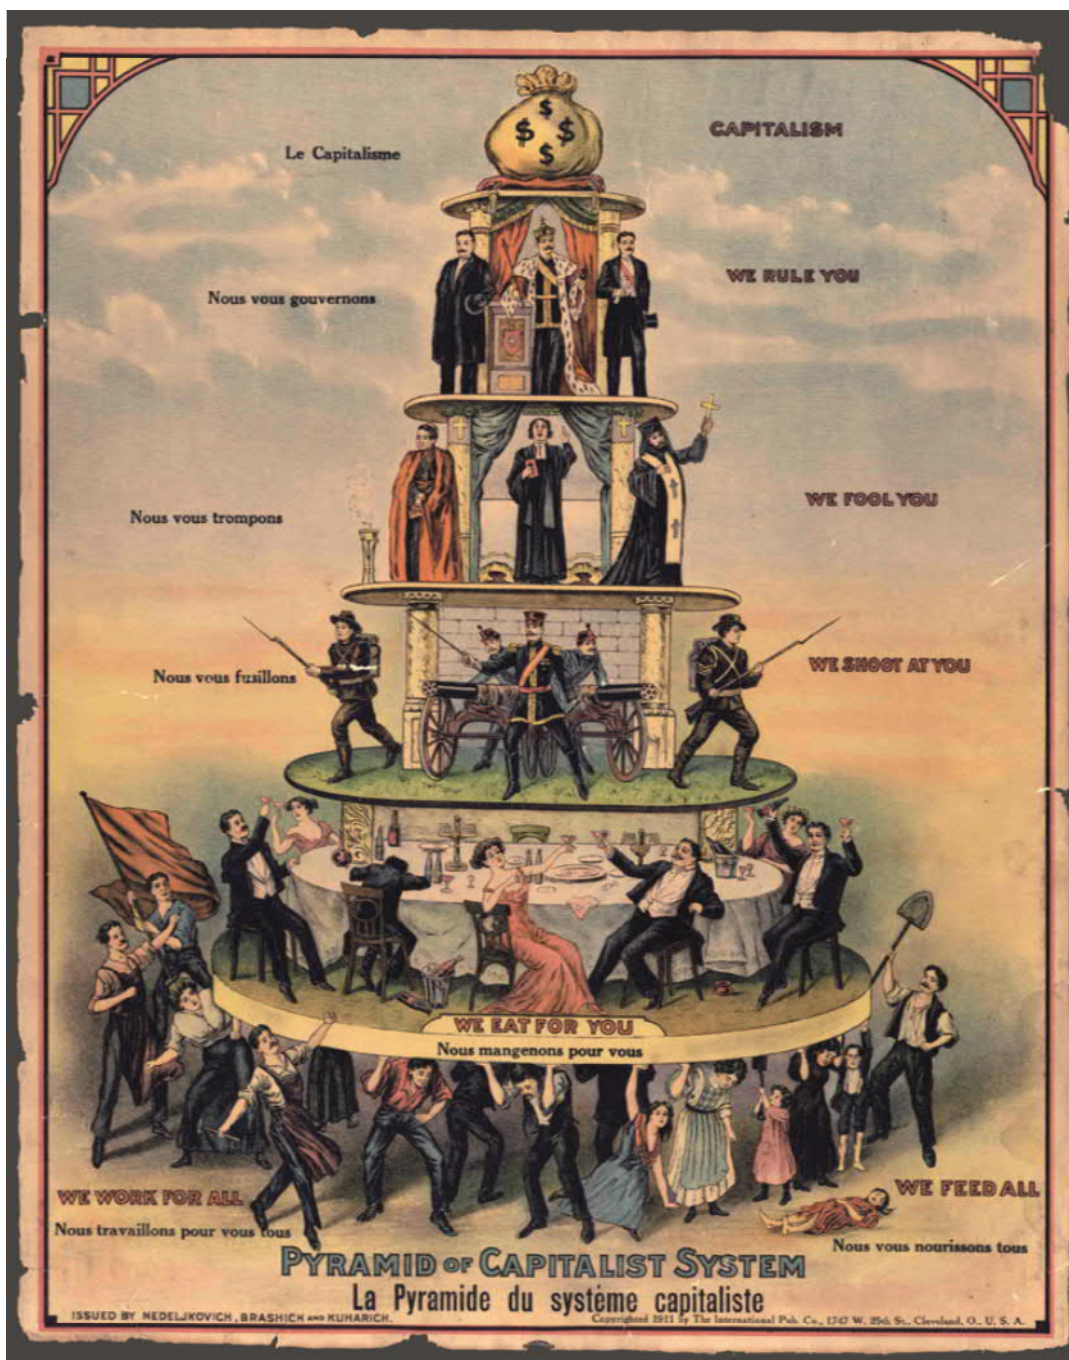 $
$ $
$
CAPITALISM
Le Capitalisme
WE RULE YOU
Nous vous gouvernons
WE FOOL YOU
Nous vous trompons
WE SHOOT AT YOU
Nous vous fusillons
WE EAT FOR YOU
Nous mangenons pour vous
WE WORK FOR ALL
Nous travaillons pour vous tous
WE FEED ALL
Nous vous nourissons tous
PYRAMID OF CAPITALIST SYSTEM
La Pyramide du système capitaliste
ISSUED BY NEDELJKOVICH, BRASHICH AND KUHARICH.
Copyrighted 1911 by The International Pub. Co., 1747 W. 25th St., Cleveland, O., U. S. A.